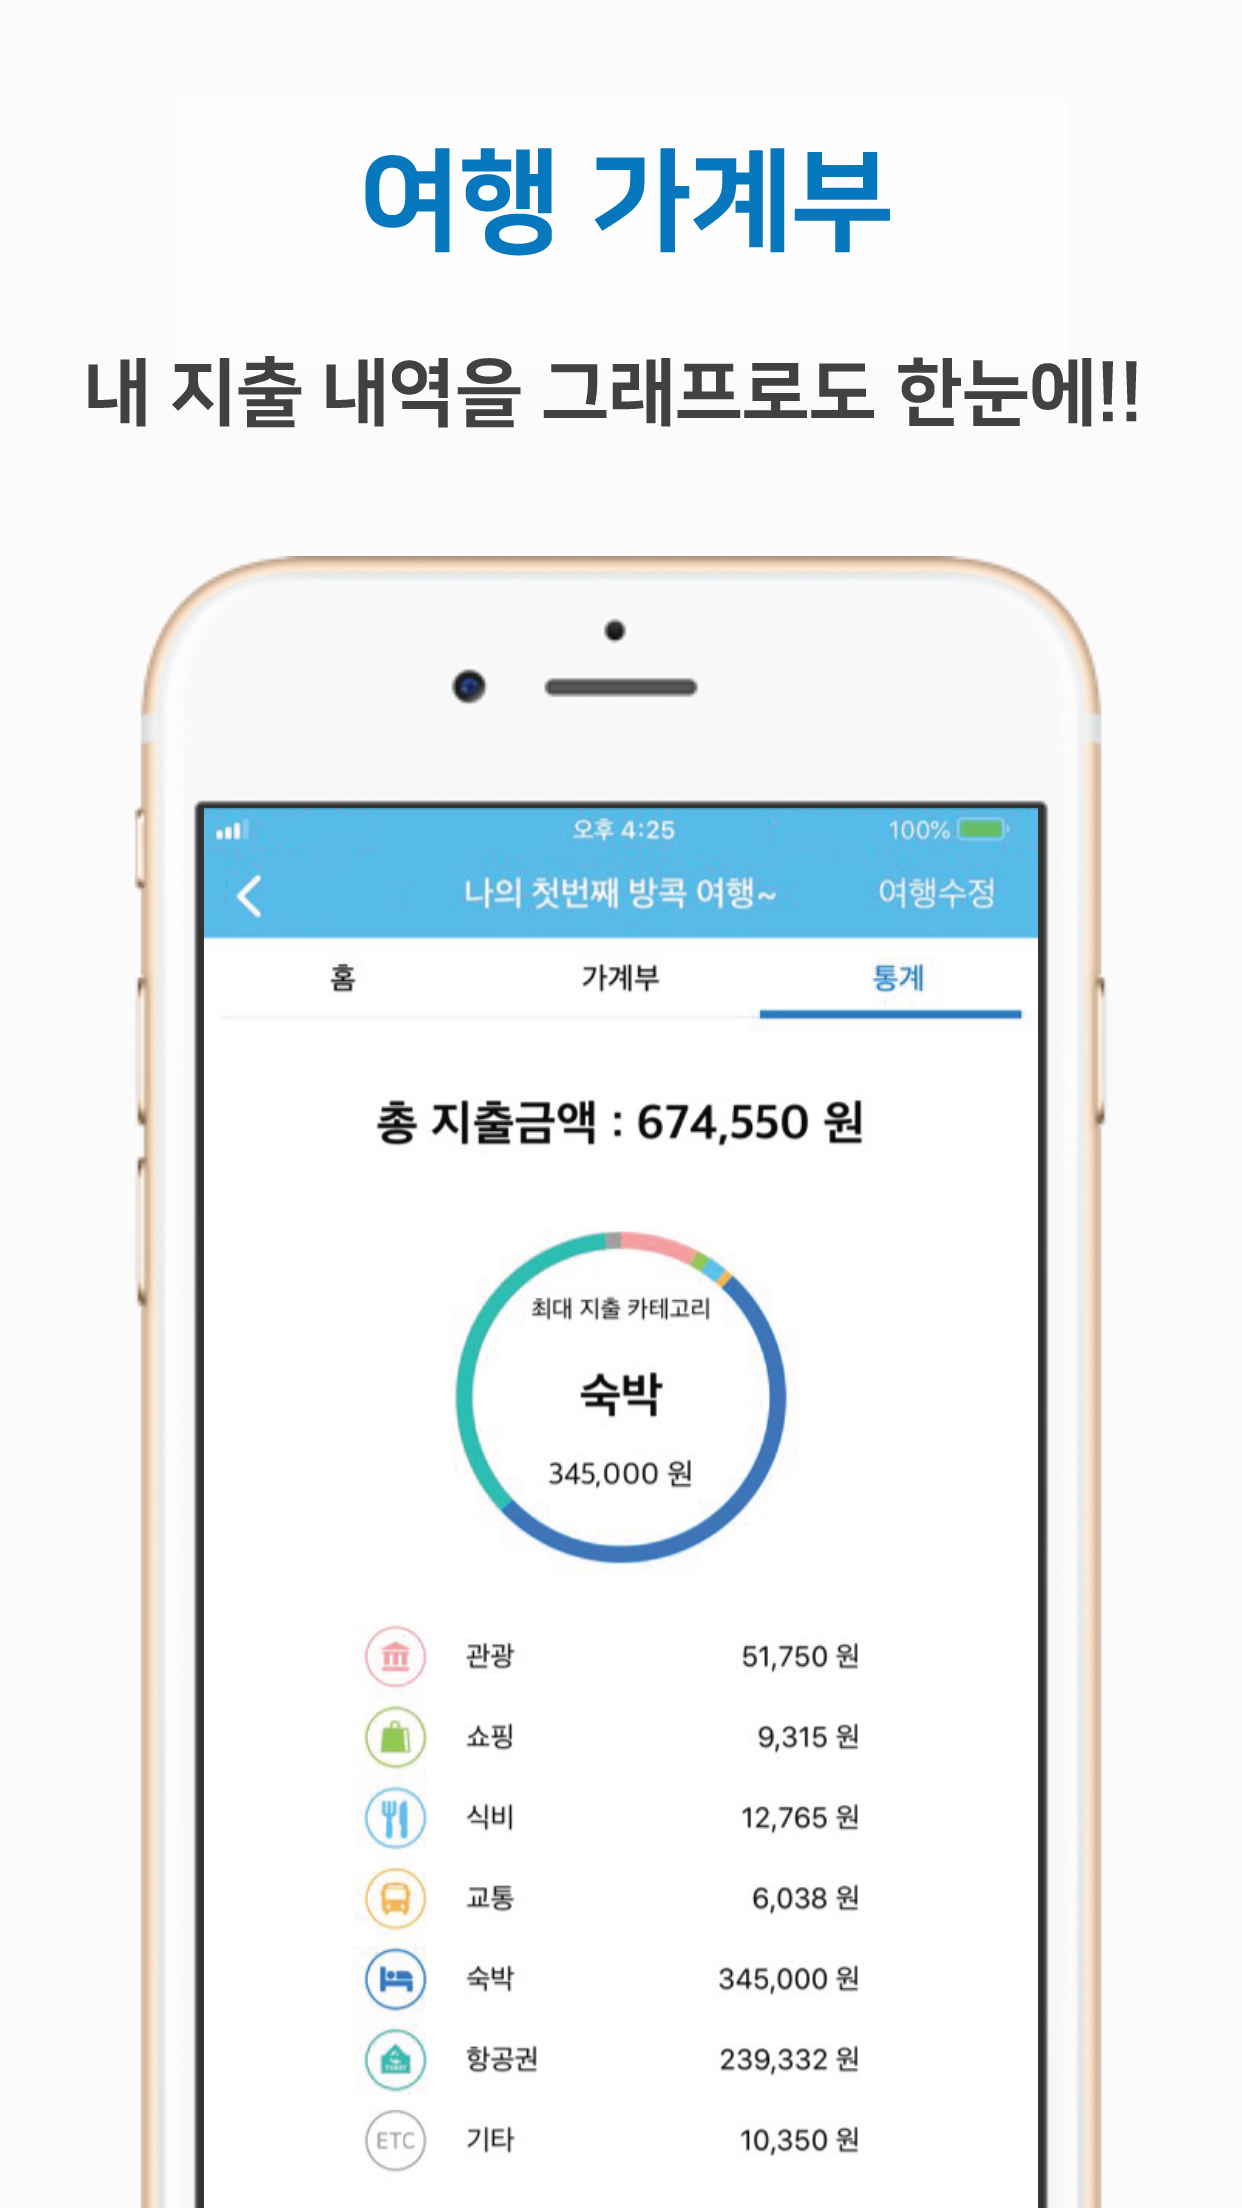 여행 가계부
내 지출 내역을 그래프로도 한눈에!!
오후 4:25
100%
나의 첫번째 방콕 여행~
여행수정
홈
가계부
통계
총 지출금액 : 674,550 원
최대 지출 카테고리
숙박
345,000 원
관광 51,750 원
쇼핑 9,315 원
식비 12,765 원
교통 6,038 원
숙박 345,000 원
항공권 239,332 원
ETC 기타 10,350 원